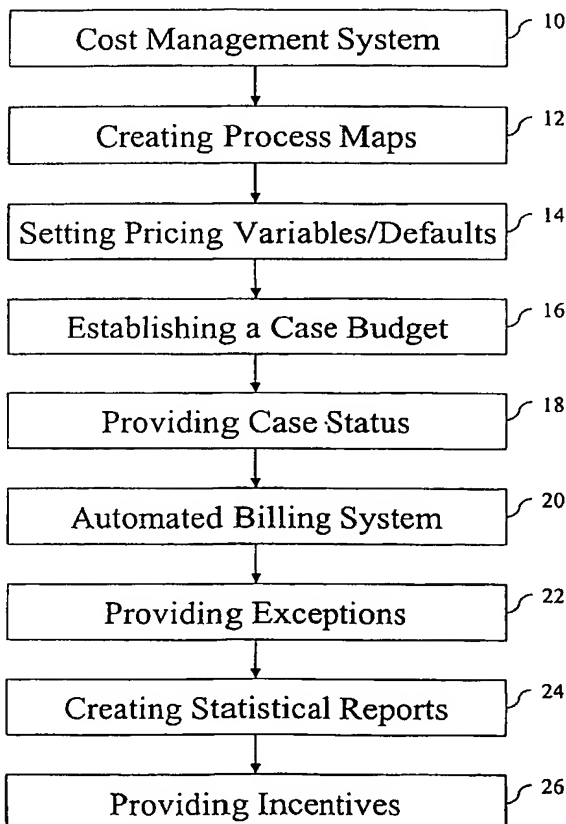 Cost Management System 10
Creating Process Maps 12
Setting Pricing Variables/Defaults 14
Establishing a Case Budget 16
Providing Case Status 18
Automated Billing System 20
Providing Exceptions 22
Creating Statistical Reports 24
Providing Incentives 26